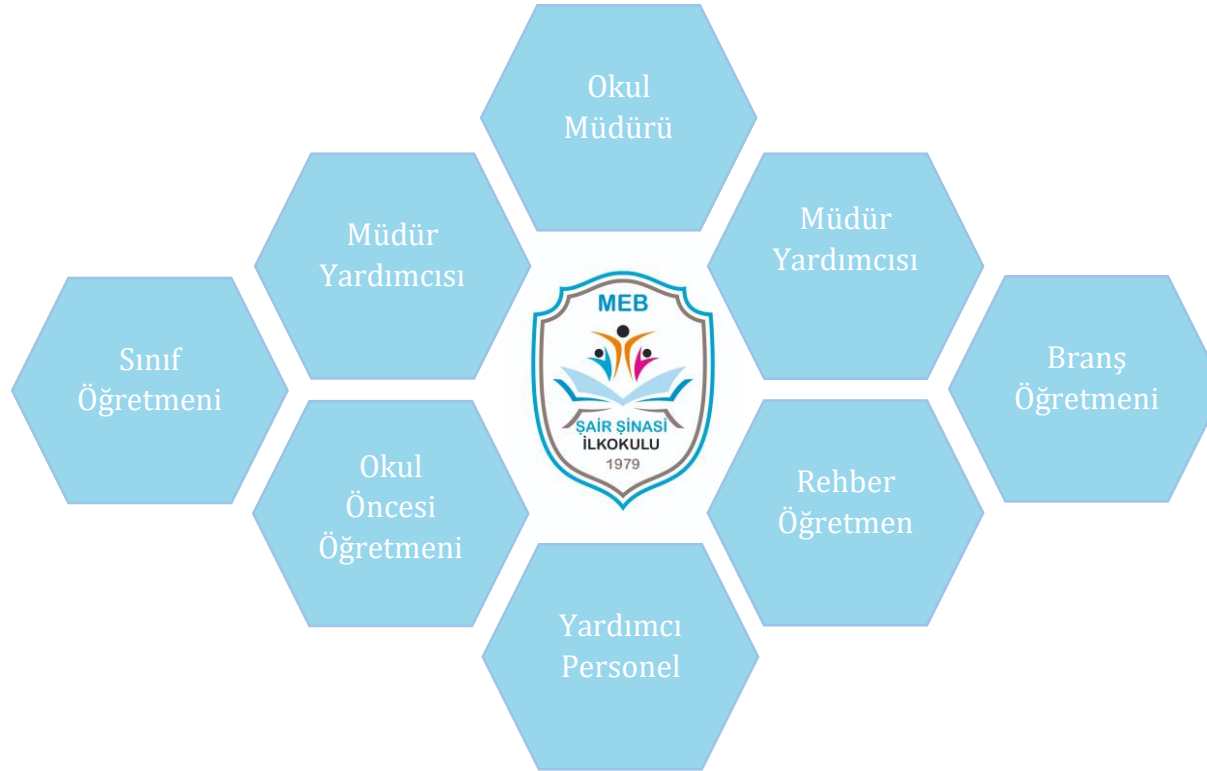 Okul
Müdürü
Müdür
Yardımcısı
Müdür
Yardımcısı
Sınıf
Öğretmeni
MEB
ŞAİR ŞİNASİ
İLKOKULU
1979
Branş
Öğretmeni
Okul
Öncesi
Öğretmeni
Rehber
Öğretmen
Yardımcı
Personel